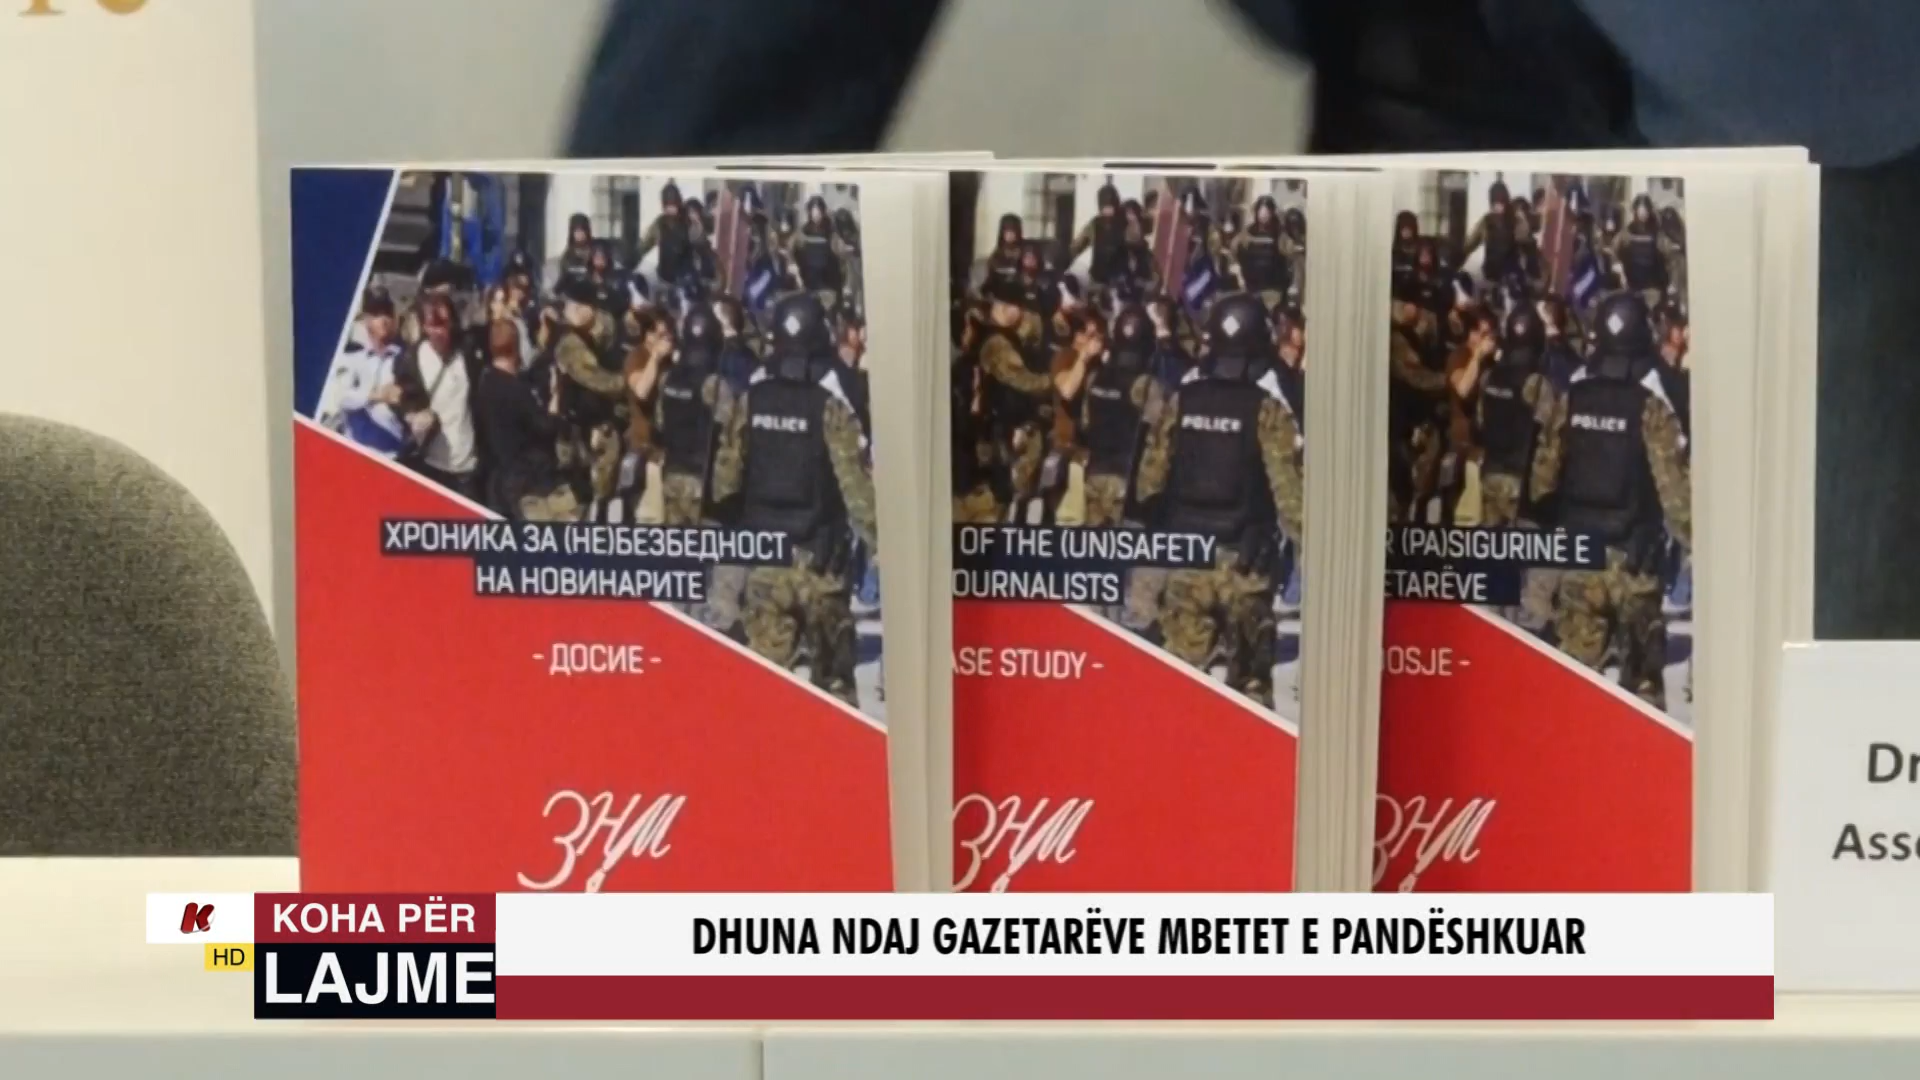 ХРОНИКА ЗА (НЕ)БЕЗБЕДНОСТ
НА НОВИНАРИТЕ
- ДОСИЕ -
ЗНМ
OF THE (UN)SAFETY
OURNALISTS
ASE STUDY -
ЗНМ
R (PA)SIGURINË E
ETARËVE
OSJE -
ЗНМ
POLICE
POLICE
POLICE
Dr
Asse
K
HD
KOHA PËR
LAJME
DHUNA NDAJ GAZETARËVE MBETET E PANDËSHKUAR